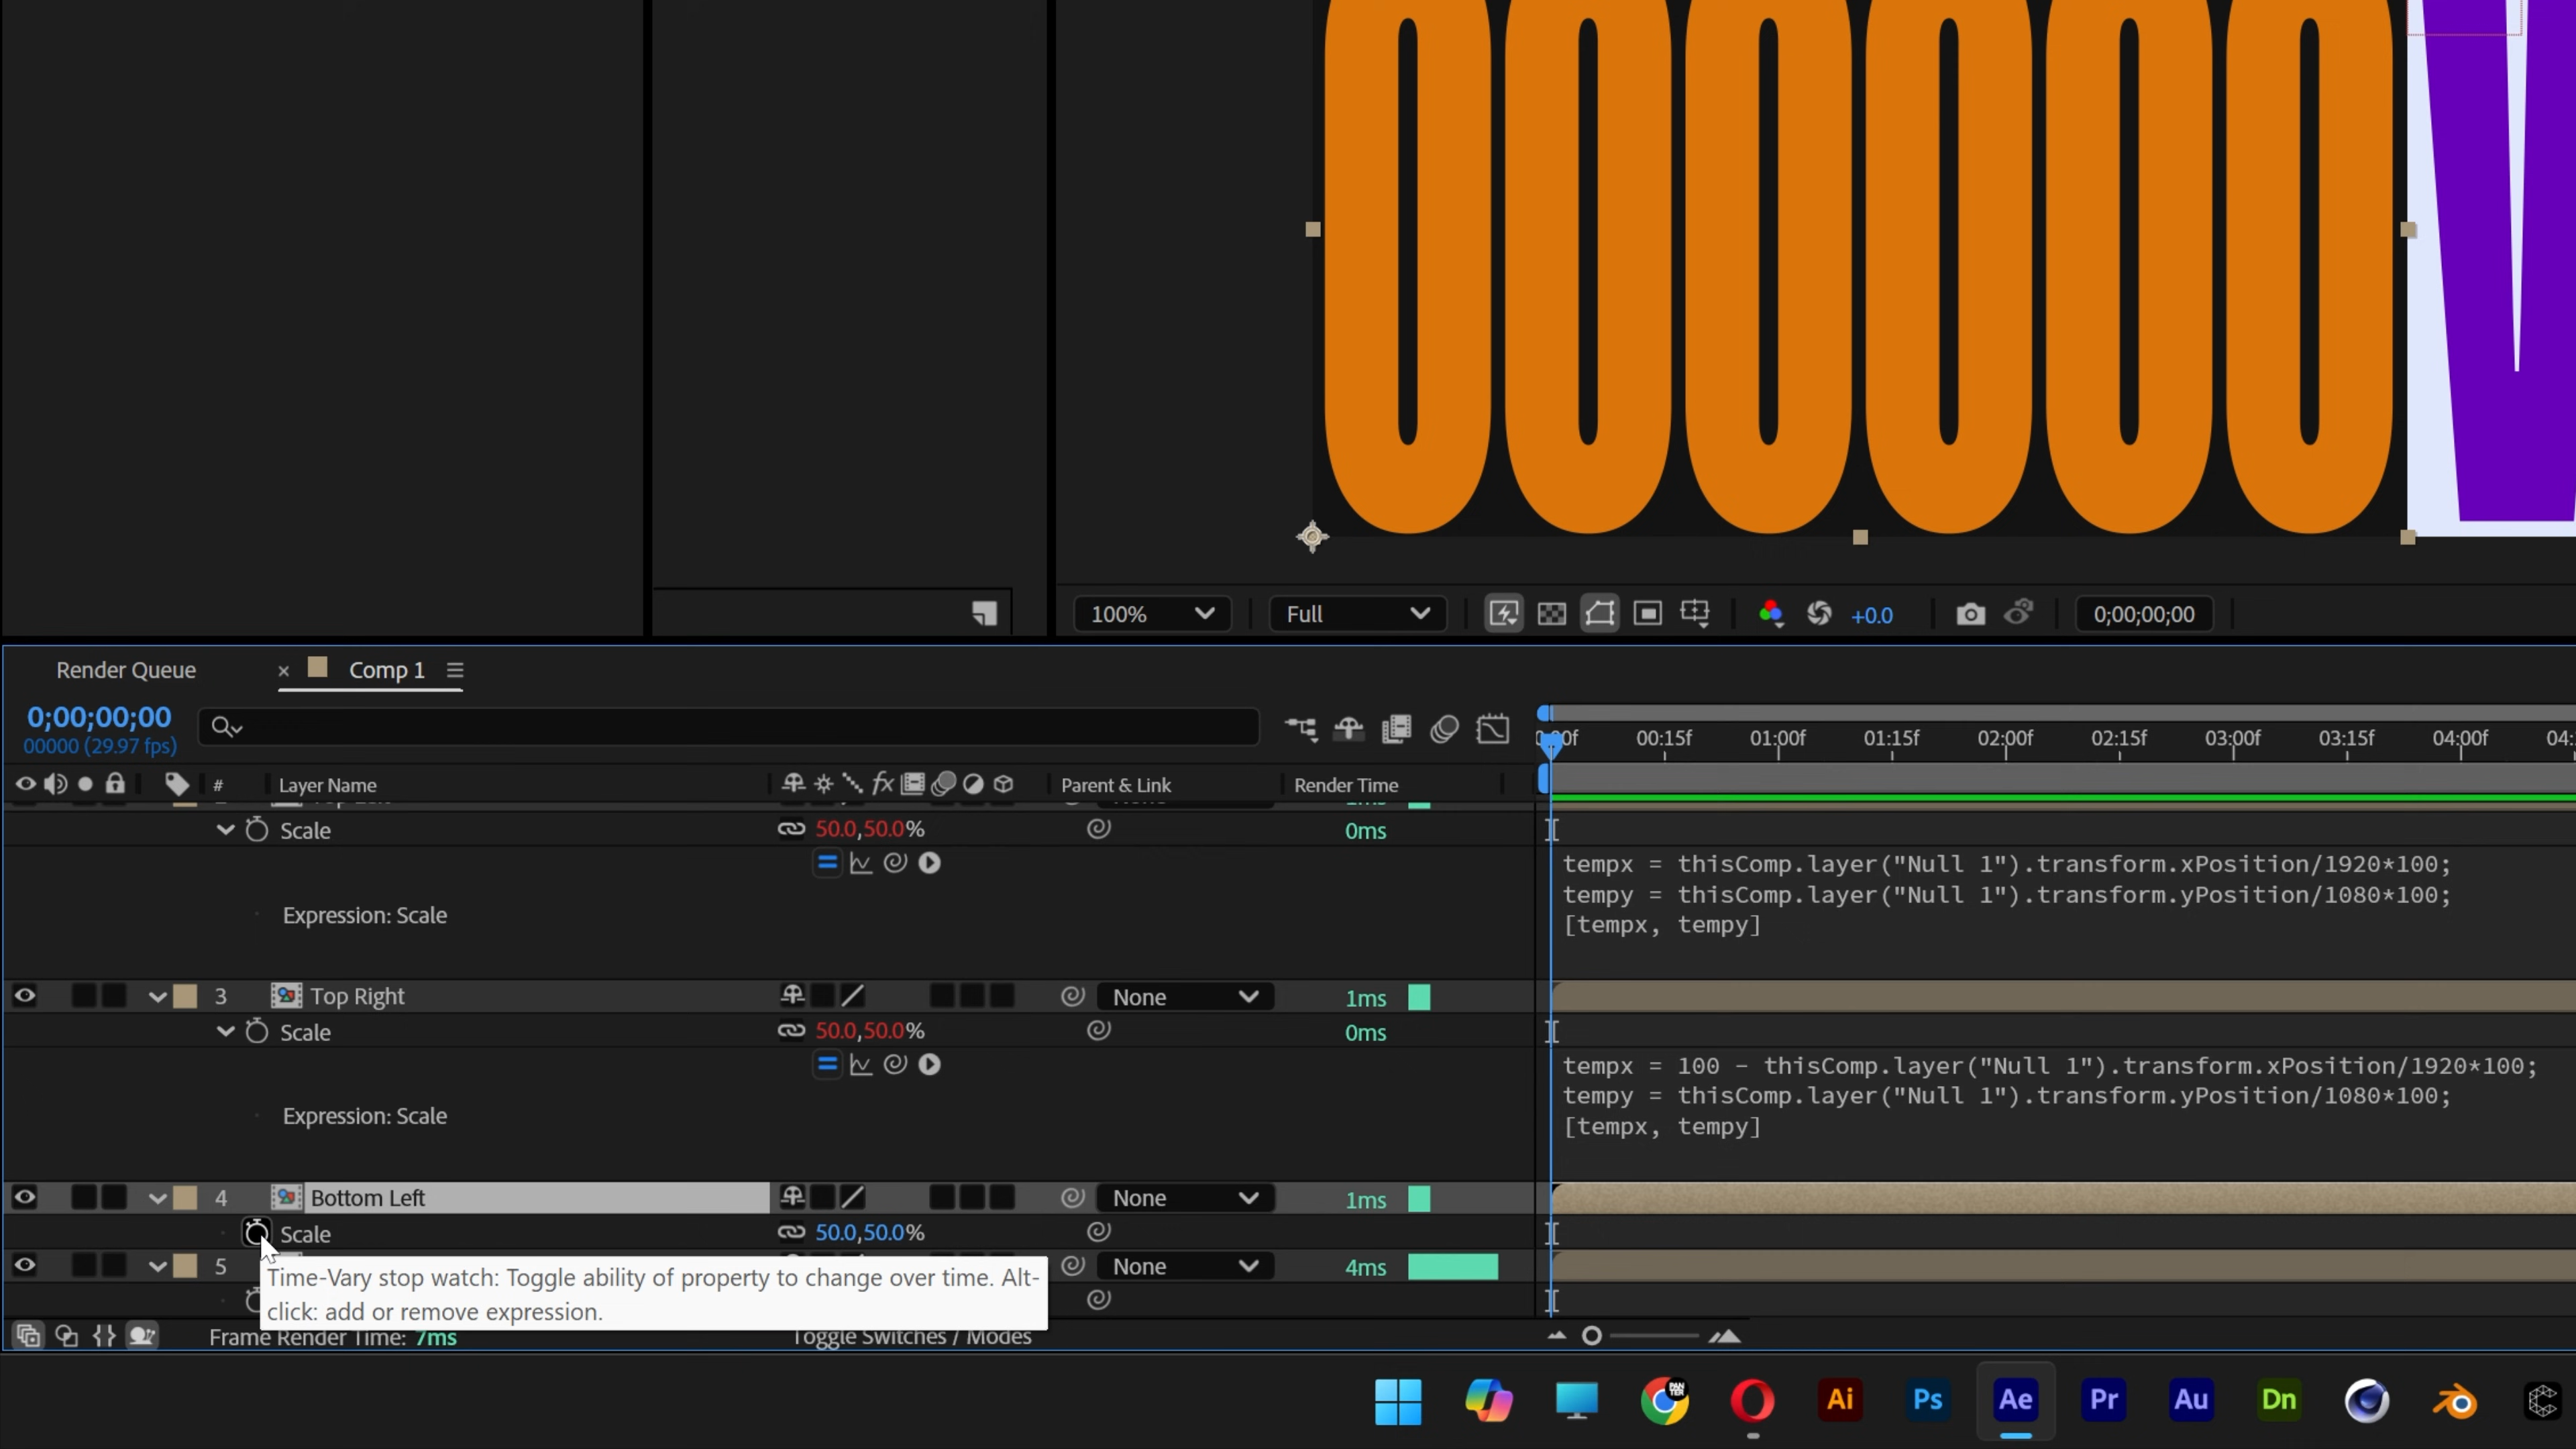 000000
100%
Full
+0.0
0;00;00;00
Render Queue
× Comp 1
0;00;00;00
00000 (29.97 fps)
00:15f 01:00f 01:15f 02:00f 02:15f 03:00f 03:15f 04:00f
# Layer Name Parent & Link Render Time
Scale 50.0,50.0% 0ms
tempx = thisComp.layer("Null 1").transform.xPosition/1920*100;
tempy = thisComp.layer("Null 1").transform.yPosition/1080*100;
[tempx, tempy]
Expression: Scale
3 Top Right None 1ms
Scale 50.0,50.0% 0ms
tempx = 100 - thisComp.layer("Null 1").transform.xPosition/1920*100;
tempy = thisComp.layer("Null 1").transform.yPosition/1080*100;
[tempx, tempy]
Expression: Scale
4 Bottom Left None 1ms
Scale 50.0,50.0%
5 None 4ms
Time-Vary stop watch: Toggle ability of property to change over time. Alt-
click: add or remove expression.
Frame Render Time: 7ms Toggle Switches / Modes
Ai Ps Ae Pr Au Dn